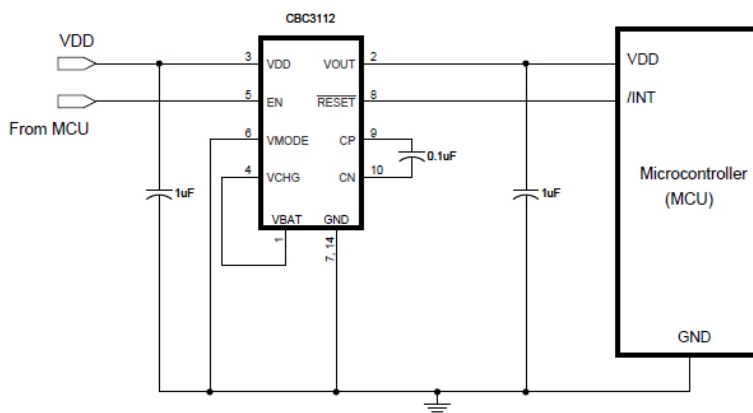 CBC3112
VDD
3
VDD
VOUT
2
VDD
5
EN
RESET
8
/INT
From MCU
6
VMODE
CP
9
0.1uF
4
VCHG
CN
10
1uF
1uF
Microcontroller
(MCU)
VBAT
GND
1
7, 14
GND